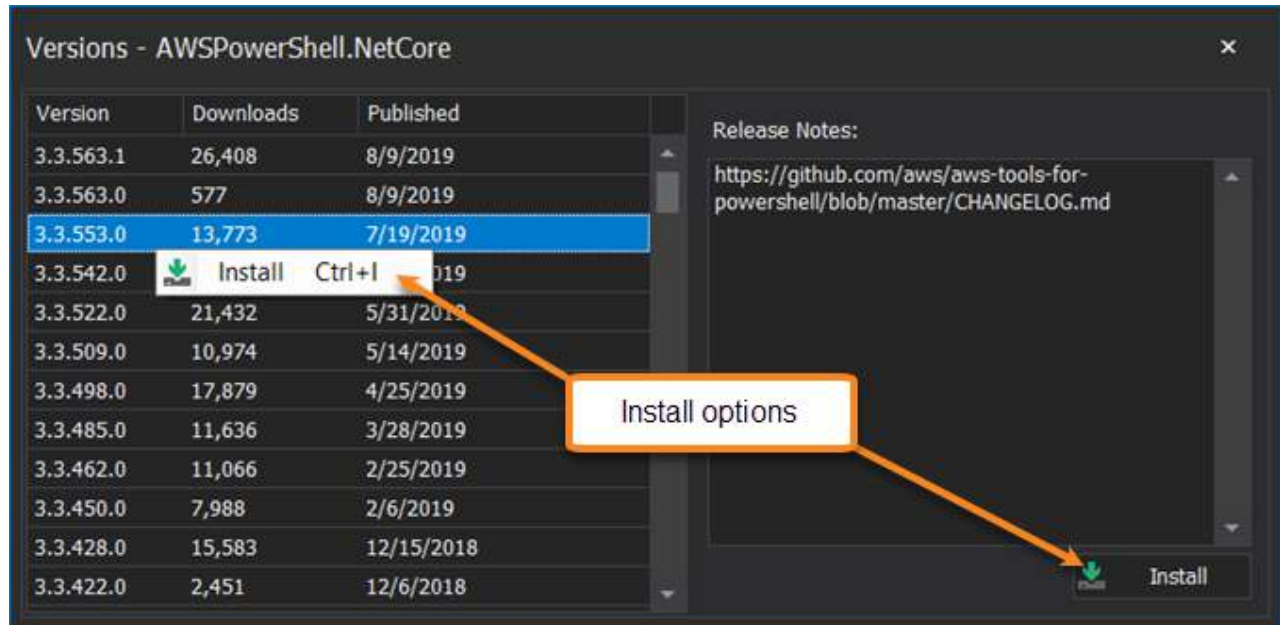 Versions - AWSPowerShell.NetCore
Version Downloads Published
3.3.563.1 26,408 8/9/2019
3.3.563.0 577 8/9/2019
3.3.553.0 13,773 7/19/2019
3.3.542.0
Install Ctrl+I
3.3.522.0 21,432 5/31/2019
3.3.509.0 10,974 5/14/2019
3.3.498.0 17,879 4/25/2019
3.3.485.0 11,636 3/28/2019
3.3.462.0 11,066 2/25/2019
3.3.450.0 7,988 2/6/2019
3.3.428.0 15,583 12/15/2018
3.3.422.0 2,451 12/6/2018
Release Notes:
https://github.com/aws/aws-tools-for-
powershell/blob/master/CHANGELOG.md
Install options
Install